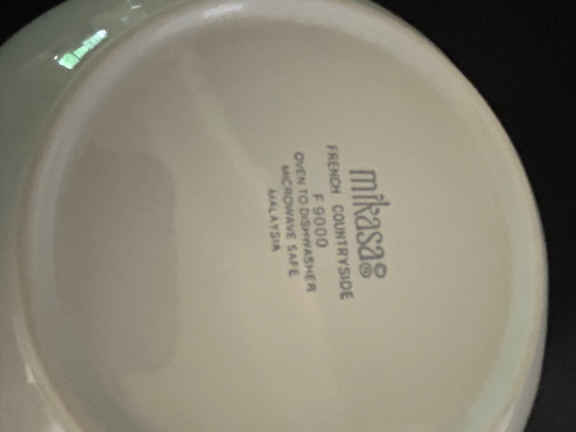 mikasa®
FRENCH COUNTRYSIDE
F 9000
OVEN TO DISHWASHER
MICROWAVE SAFE
MALAYSIA